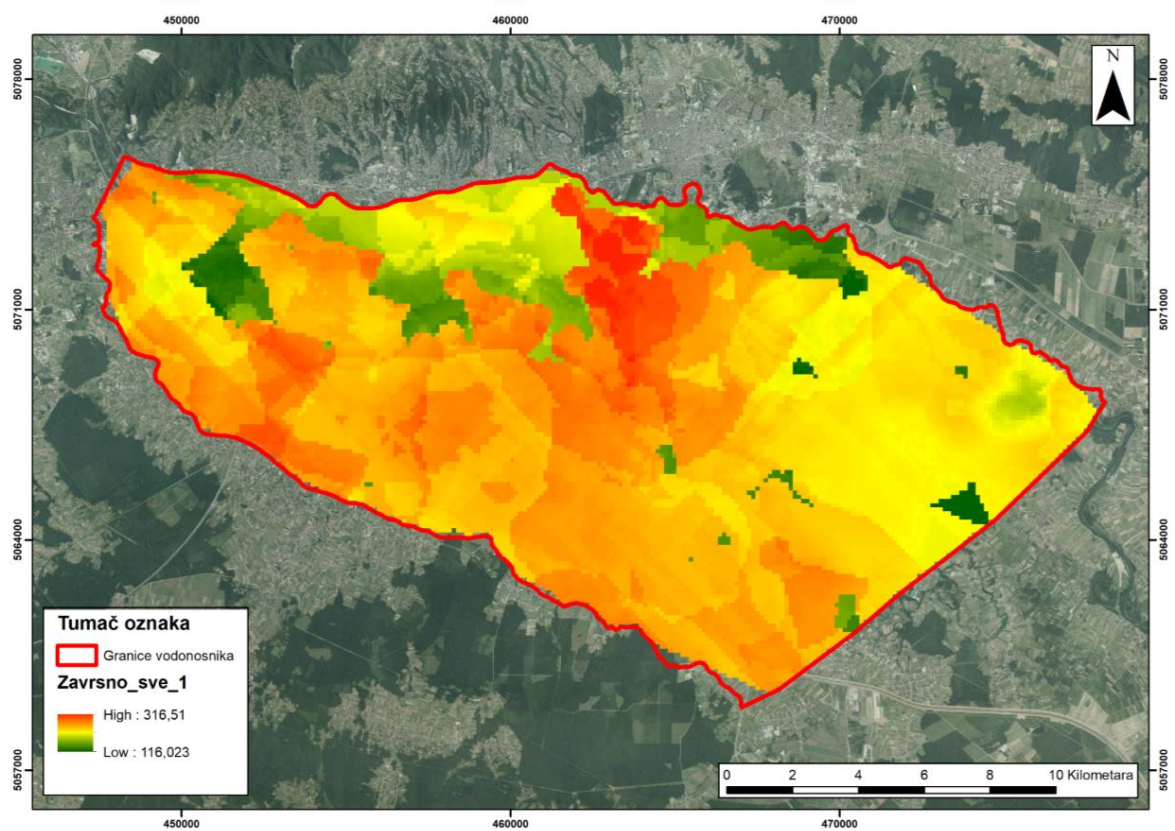 450000
460000
470000
5078000
5078000
N
5071000
5071000
5064000
5064000
Tumač oznaka
Granice vodonosnika
Zavrsno_sve_1
High : 316,51
Low : 116,023
5057000
5057000
0 2 4 6 8 10 Kilometara
450000
460000
470000